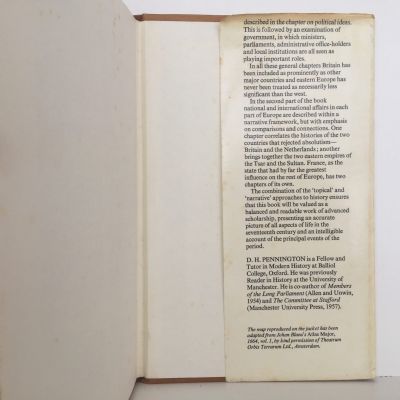 described in the chapter on political ideas.
This is followed by an examination of
government, in which ministers,
parliaments, administrative office-holders
and local institutions are all seen as
playing important roles.
In all these general chapters Britain has
been included as prominently as other
major countries and eastern Europe has
never been treated as necessarily less
significant than the west.
In the second part of the book
national and international affairs in each
part of Europe are described within a
narrative framework, but with emphasis
on comparisons and connections. One
chapter correlates the histories of the two
countries that rejected absolutism—
Britain and the Netherlands; another
brings together the two eastern empires of
the Tsar and the Sultan. France, as the
state that had by far the greatest
influence on the rest of Europe, has two
chapters of its own.
The combination of the 'topical' and
'narrative' approaches to history ensures
that this book will be valued as a
balanced and readable work of advanced
scholarship, presenting an accurate
picture of all aspects of life in the
seventeenth century and an intelligible
account of the principal events of the
period.
D. H. PENNINGTON is a Fellow and
Tutor in Modern History at Balliol
College, Oxford. He was previously
Reader in History at the University of
Manchester. He is co-author of Members
of the Long Parliament (Allen and Unwin,
1954) and The Committee at Stafford
(Manchester University Press, 1957).
The map reproduced on the jacket has been
adapted from Johan Blaeu's Atlas Major,
1664, vol. 1, by kind permission of Theatrum
Orbis Terrarum Ltd., Amsterdam.